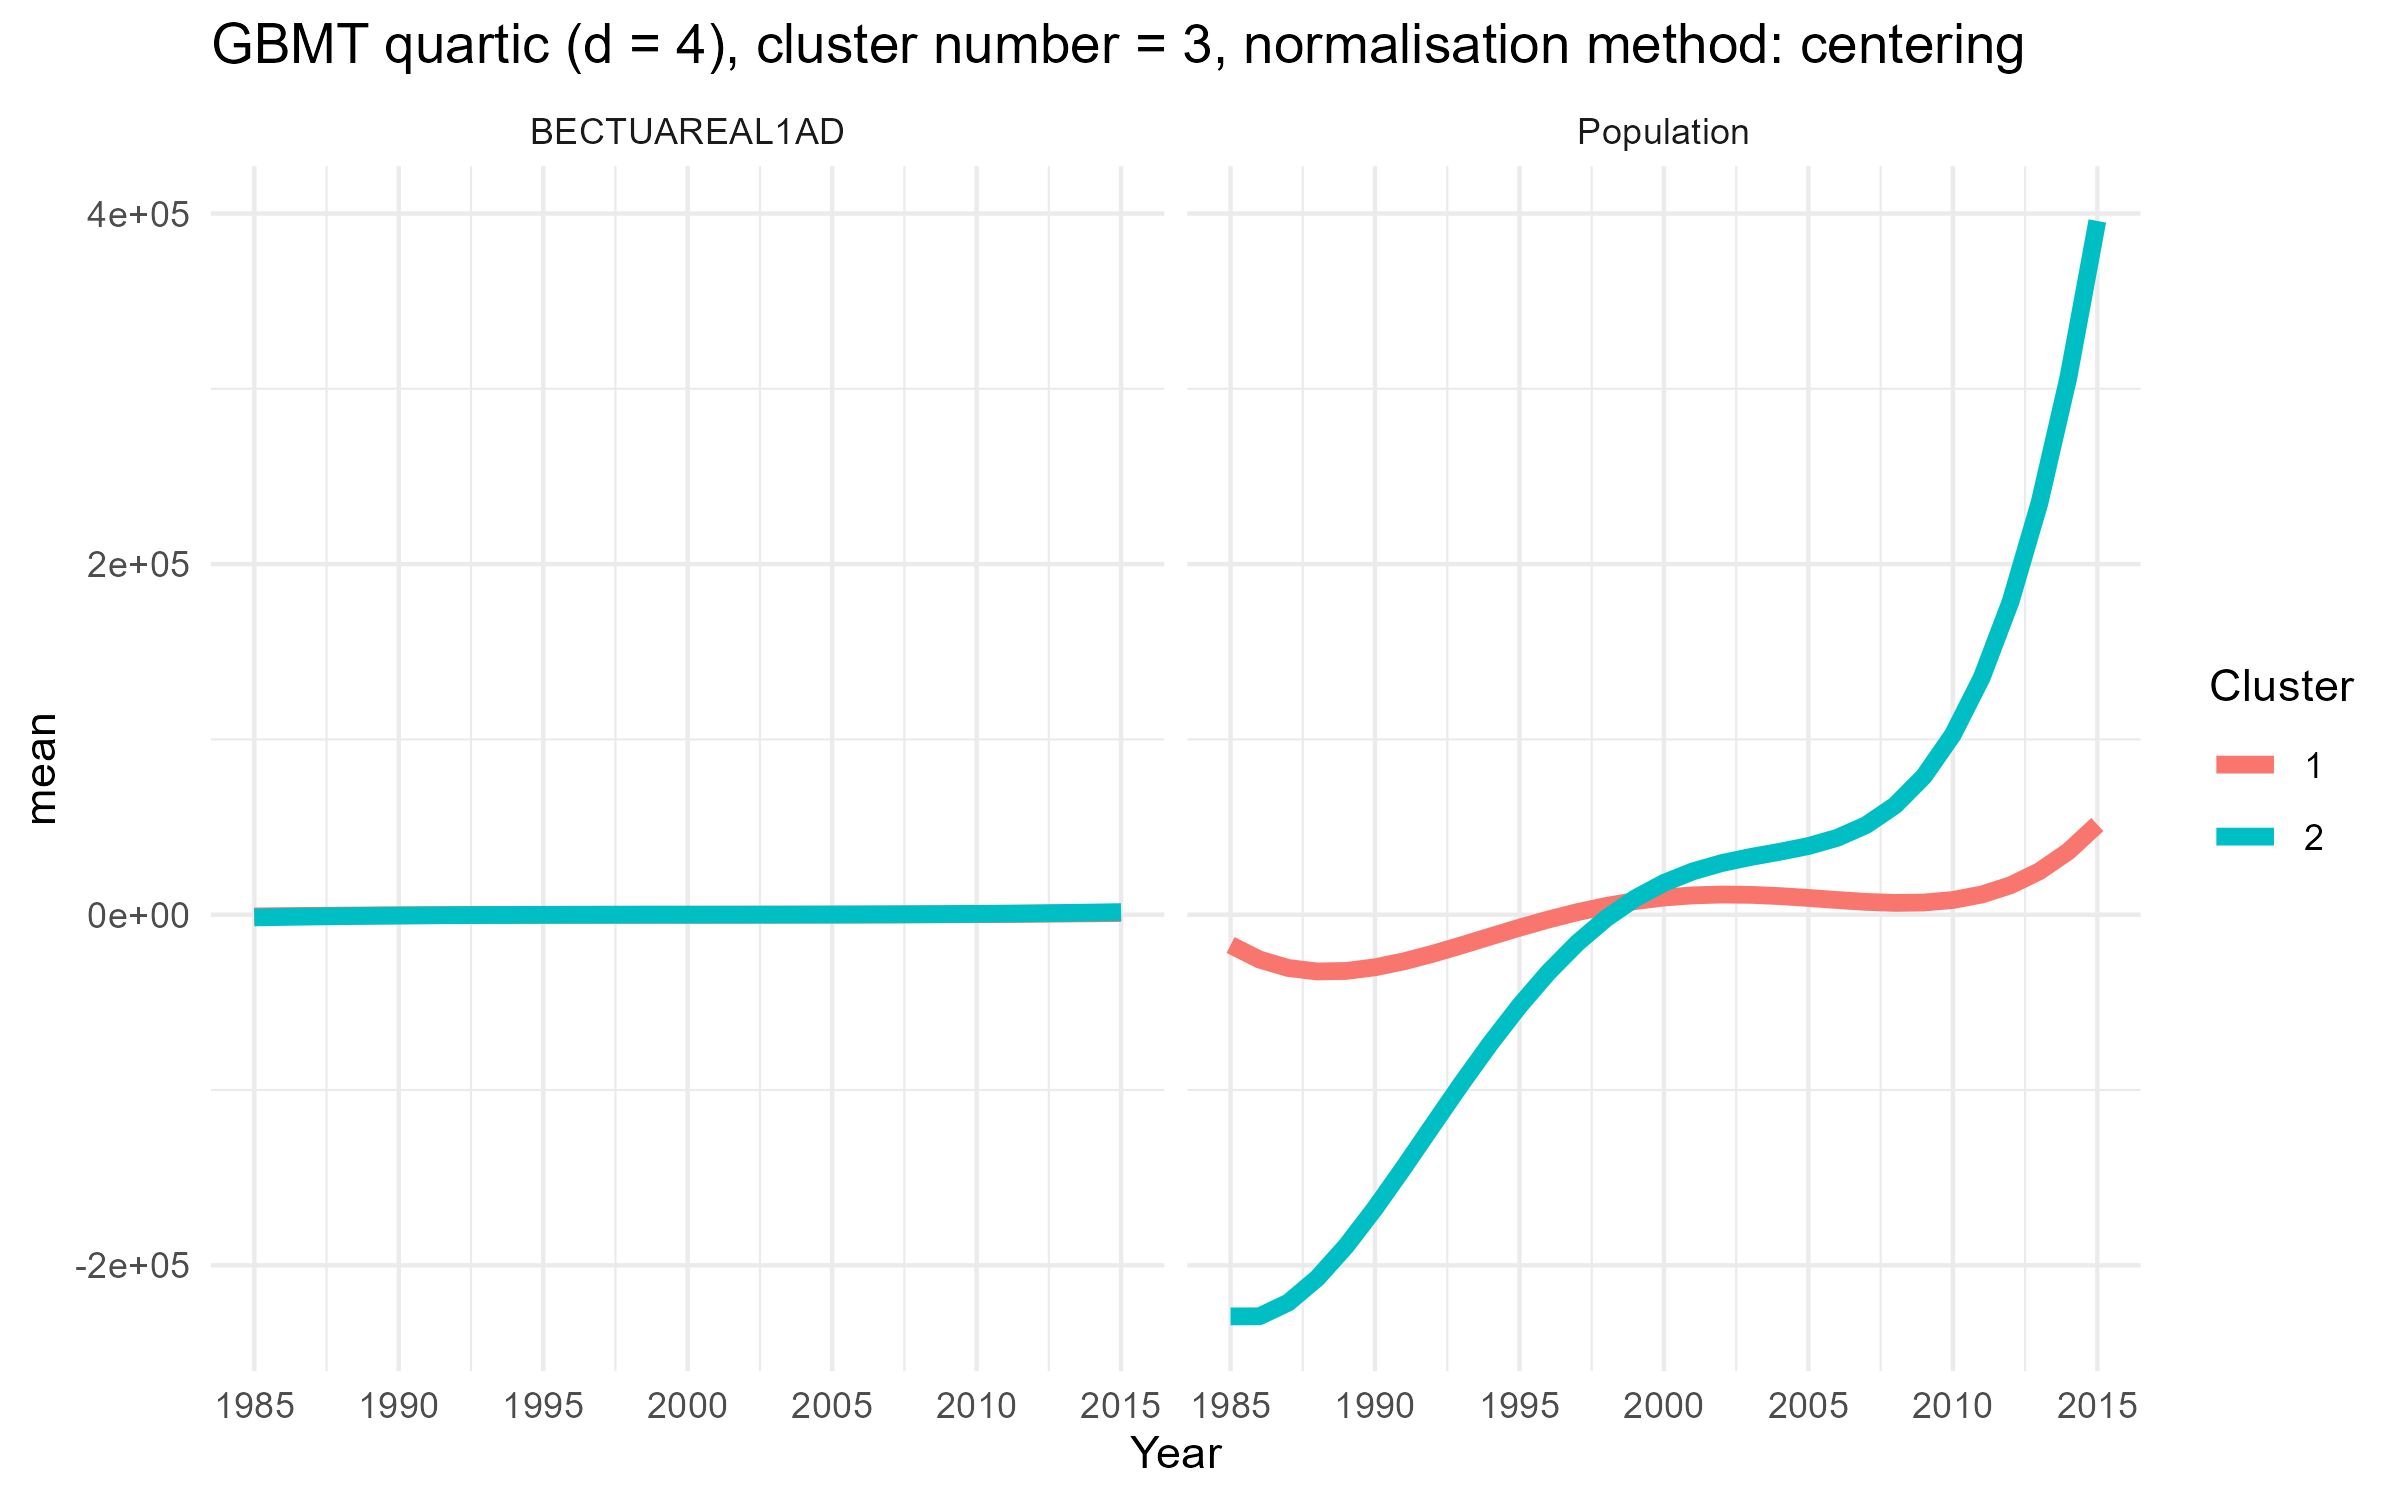 GBMT quartic (d = 4), cluster number = 3, normalisation method: centering
BECTUAREAL1AD
Population
4e+05
2e+05
0e+00
-2e+05
mean
1985 1990 1995 2000 2005 2010 2015
1985 1990 1995 2000 2005 2010 2015
Year
Cluster
1
2